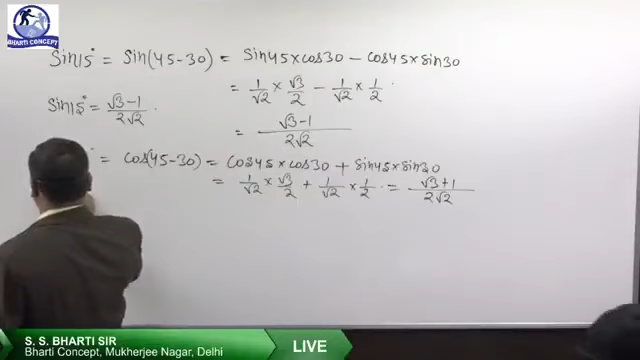 BHARTI CONCEPT
Sin15° = Sin(45-30) = Sin45×cos30 - cos45×sin30
= 1/√2 × √3/2 - 1/√2 × 1/2
Sin15° = √3-1/2√2
= √3-1/2√2
= cos(45-30) = cos45×cos30 + sin45×sin30
= 1/√2 × √3/2 + 1/√2 × 1/2 = √3+1/2√2
S. S. BHARTI SIR
Bharti Concept, Mukherjee Nagar, Delhi
LIVE